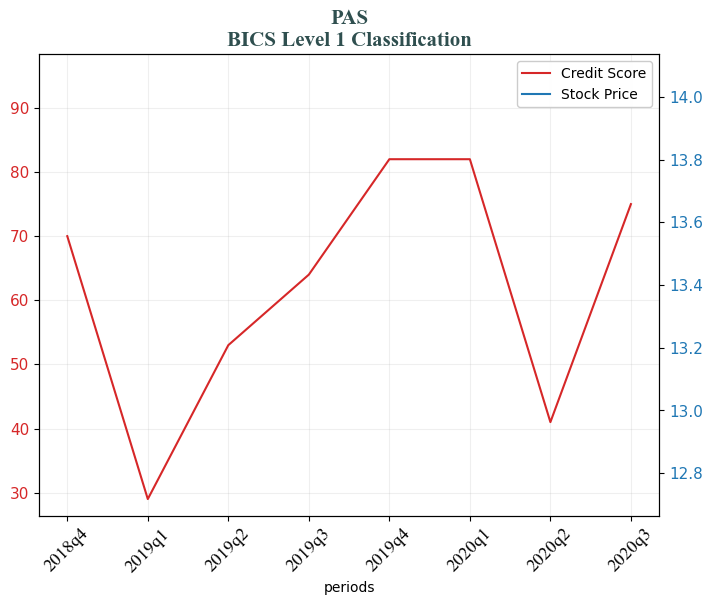 PAS
BICS Level 1 Classification
Credit Score
Stock Price
90
80
70
60
50
40
30
14.0
13.8
13.6
13.4
13.2
13.0
12.8
2018q4
2019q1
2019q2
2019q3
2019q4
2020q1
2020q2
2020q3
periods